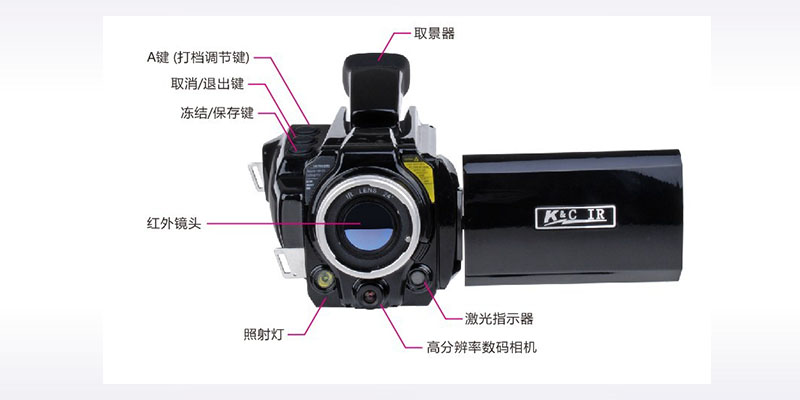 取景器
A键 (打档调节键)
取消/退出键
冻结/保存键
IR LENS 24°
K&C IR
红外镜头
激光指示器
照射灯
高分辨率数码相机